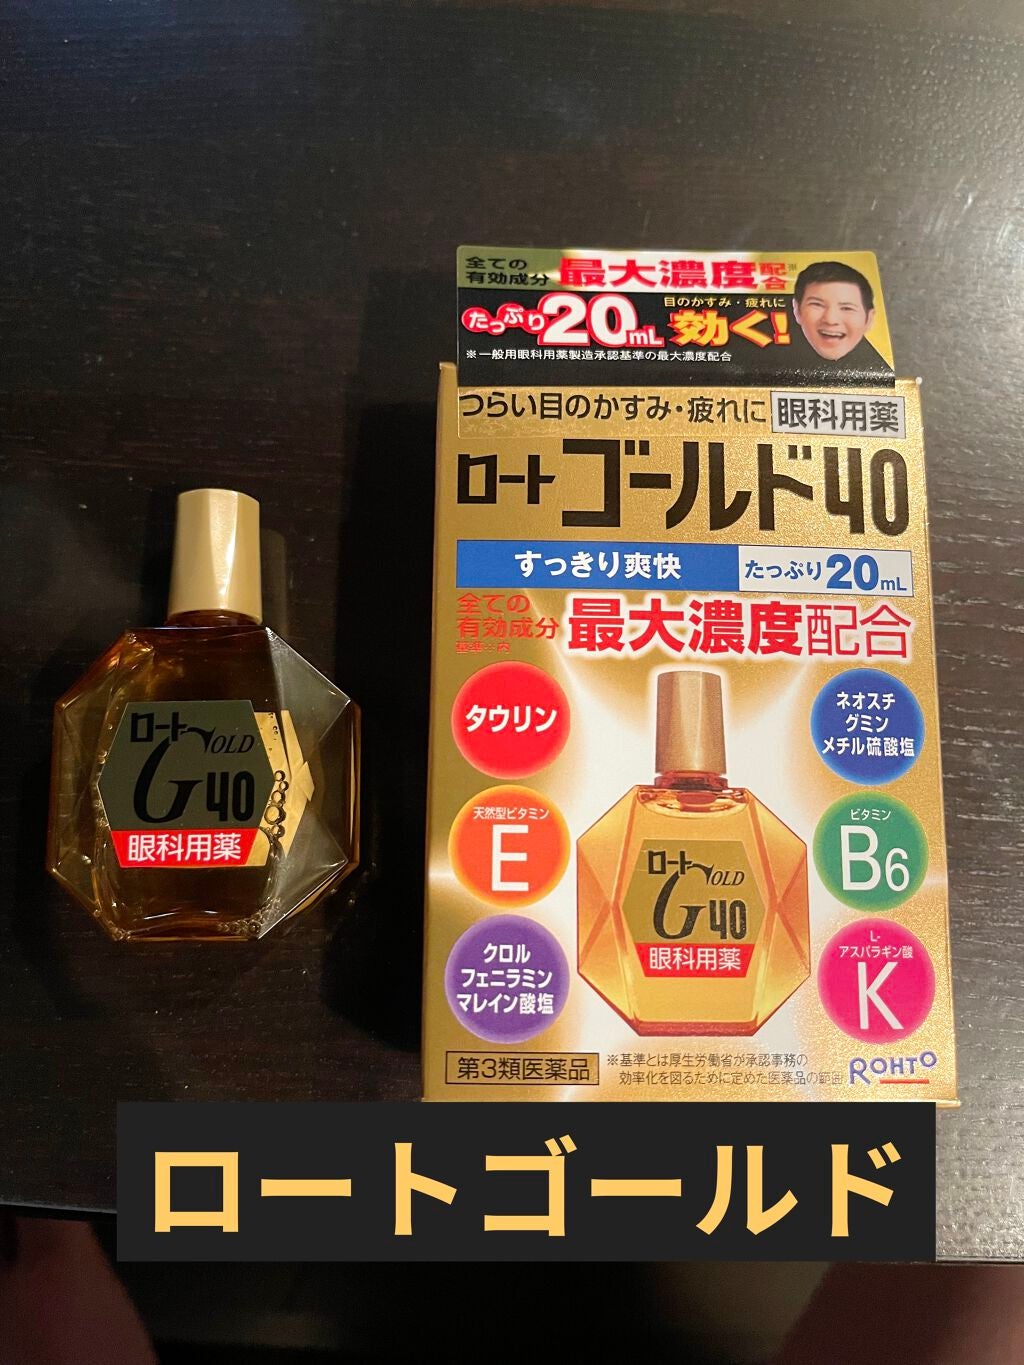 全ての
有効成分 最大濃度配合※
たっぷり20mL 目のかすみ・疲れに
効く!
※一般用眼科用薬製造承認基準の最大濃度配合
つらい目のかすみ・疲れに 眼科用薬
ロートゴールド40
すっきり爽快 たっぷり20mL
全ての
有効成分
基準※内
最大濃度配合
タウリン
ネオスチ
グミン
メチル硫酸塩
天然型ビタミン
E
ビタミン
B6
クロル
フェニラミン
マレイン酸塩
L-
アスパラギン酸
K
ロート
GOLD
40
眼科用薬
ロート
GOLD
40
眼科用薬
第3類医薬品
※基準とは厚生労働省が承認事務の
効率化を図るために定めた医薬品の範囲
ROHTO
ロートゴールド